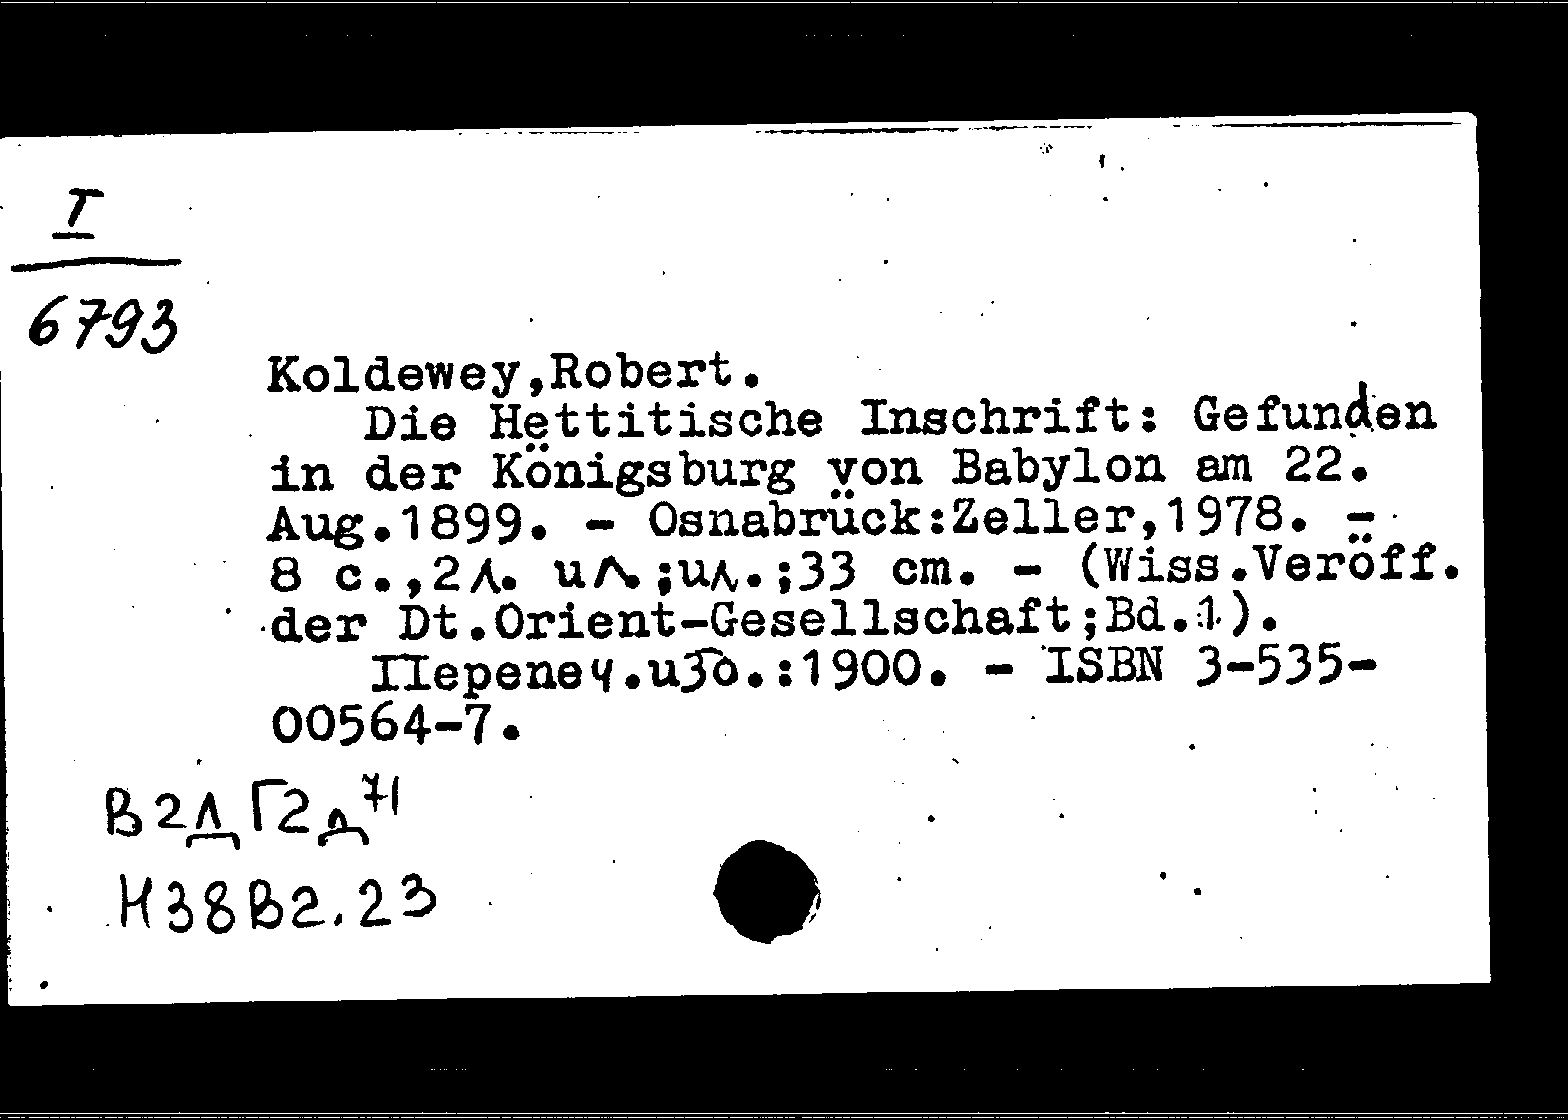 I
6793
Koldewey,Robert.
Die Hettitische Inschrift: Gefunden
in der Königsburg von Babylon am 22.
Aug.1899. - Osnabrück:Zeller,1978. -
8 с.,2л. ил.;ил.;33 cm. - (Wiss.Veröff.
der Dt.Orient-Gesellschaft;Bd.1).
Перепеч.изд.:1900. - ISBN 3-535-
00564-7.
В2д Г2д71
Н38В2.23